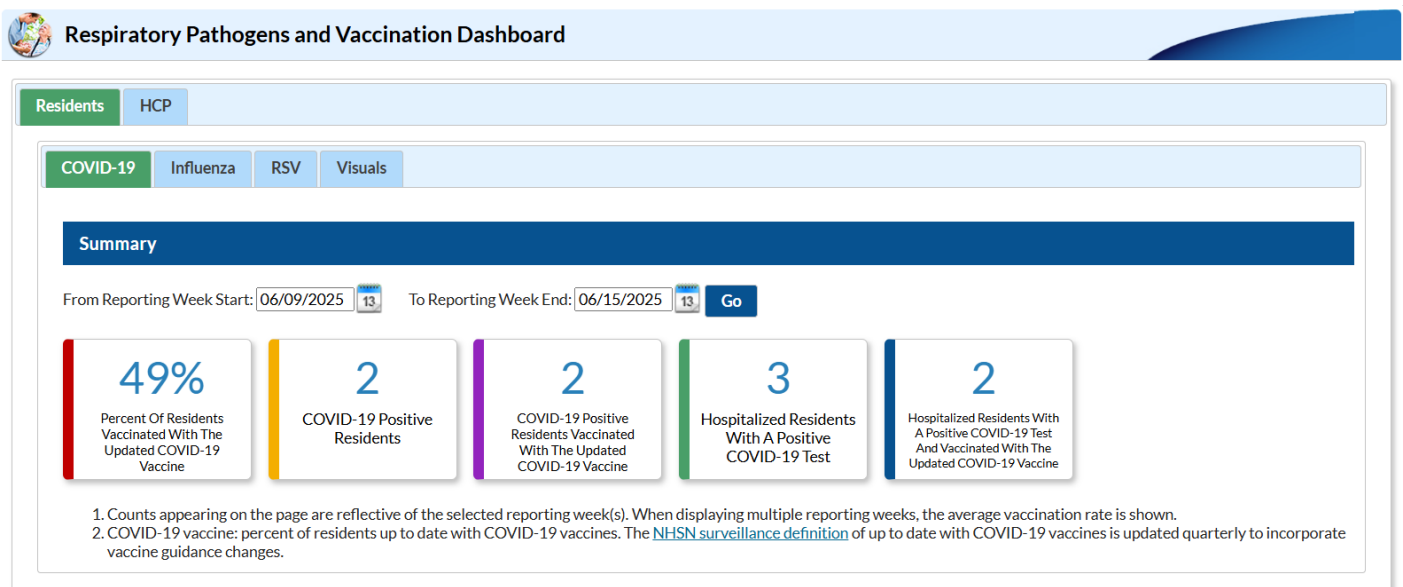 Respiratory Pathogens and Vaccination Dashboard
Residents HCP
COVID-19 Influenza RSV Visuals
Summary
From Reporting Week Start: 06/09/2025 13 To Reporting Week End: 06/15/2025 13 Go
49%
Percent Of Residents
Vaccinated With The
Updated COVID-19
Vaccine
2
COVID-19 Positive
Residents
2
COVID-19 Positive
Residents Vaccinated
With The Updated
COVID-19 Vaccine
3
Hospitalized Residents
With A Positive
COVID-19 Test
2
Hospitalized Residents With
A Positive COVID-19 Test
And Vaccinated With The
Updated COVID-19 Vaccine
1. Counts appearing on the page are reflective of the selected reporting week(s). When displaying multiple reporting weeks, the average vaccination rate is shown.
2. COVID-19 vaccine: percent of residents up to date with COVID-19 vaccines. The NHSN surveillance definition of up to date with COVID-19 vaccines is updated quarterly to incorporate
vaccine guidance changes.